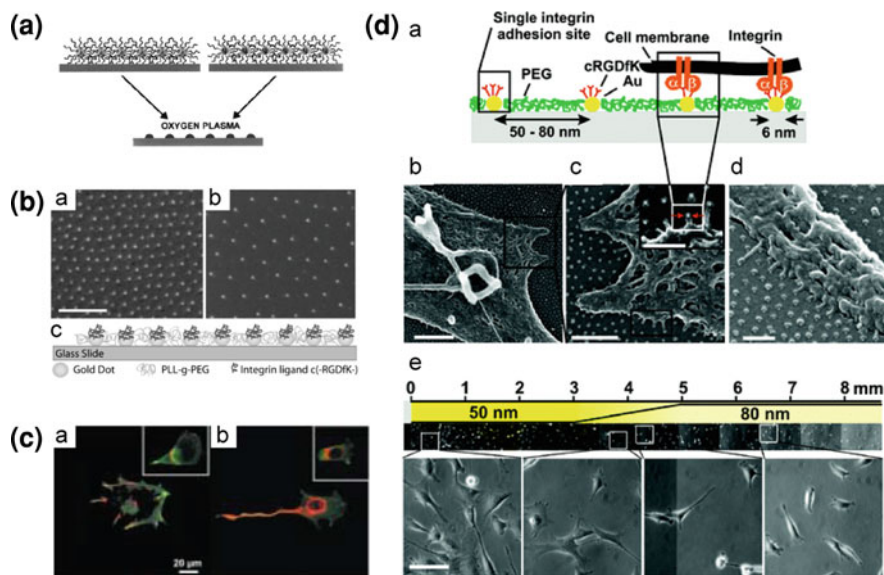 (a)
OXYGEN PLASMA
(b)
a
b
c
Glass Slide
Gold Dot
PLL-g-PEG
Integrin ligand c(-RGDfK-)
(c)
a
b
20 µm
(d)
a
Single integrin
adhesion site
Cell membrane
Integrin
PEG
cRGDfK
Au
α β
α β
50 - 80 nm
6 nm
b
c
d
e
0 1 2 3 4 5 6 7 8 mm
50 nm
80 nm